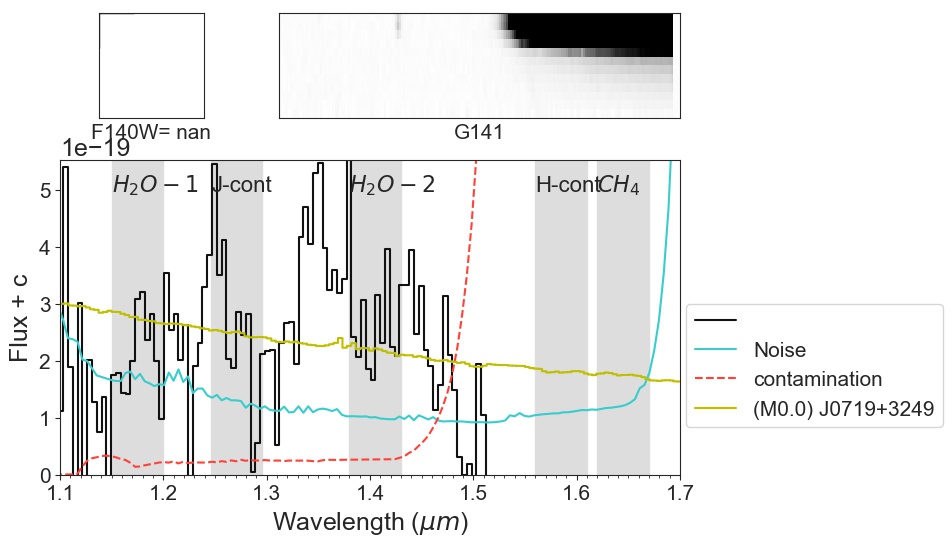 F140W= nan
G141
1e−19
H₂O − 1
J-cont
H₂O − 2
H-cont
CH₄
5
4
3
2
1
0
Flux + c
1.1
1.2
1.3
1.4
1.5
1.6
1.7
Wavelength (μm)
Noise
contamination
(M0.0) J0719+3249